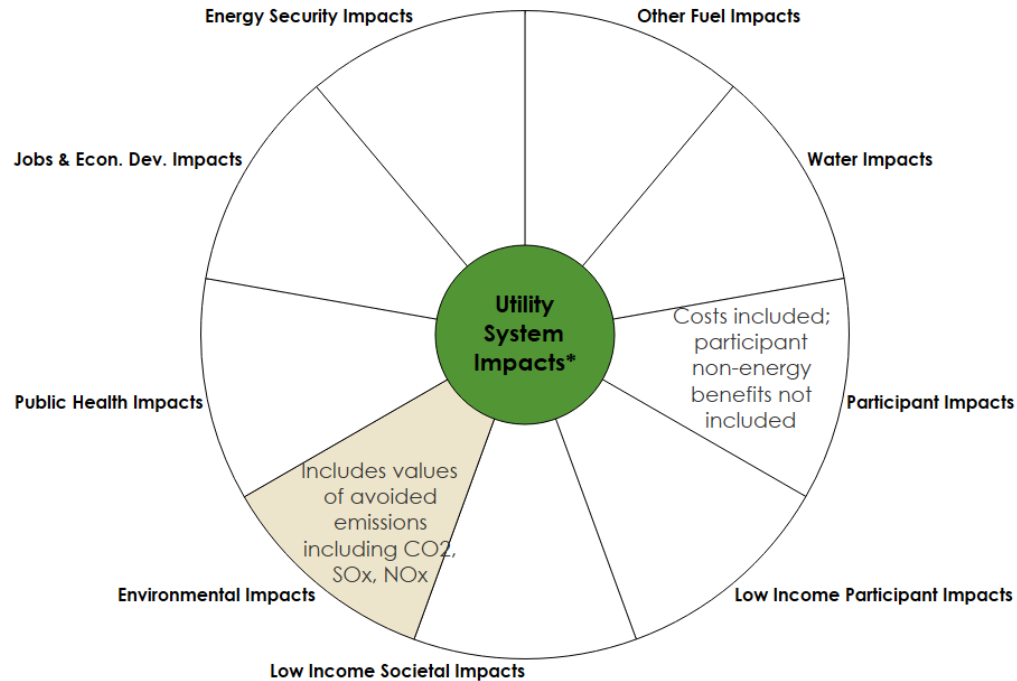 Energy Security Impacts
Other Fuel Impacts
Jobs & Econ. Dev. Impacts
Water Impacts
Utility
System
Impacts*
Costs included;
participant
non-energy
benefits not
included
Public Health Impacts
Participant Impacts
Includes values
of avoided
emissions
including CO2,
SOx, NOx
Environmental Impacts
Low Income Participant Impacts
Low Income Societal Impacts